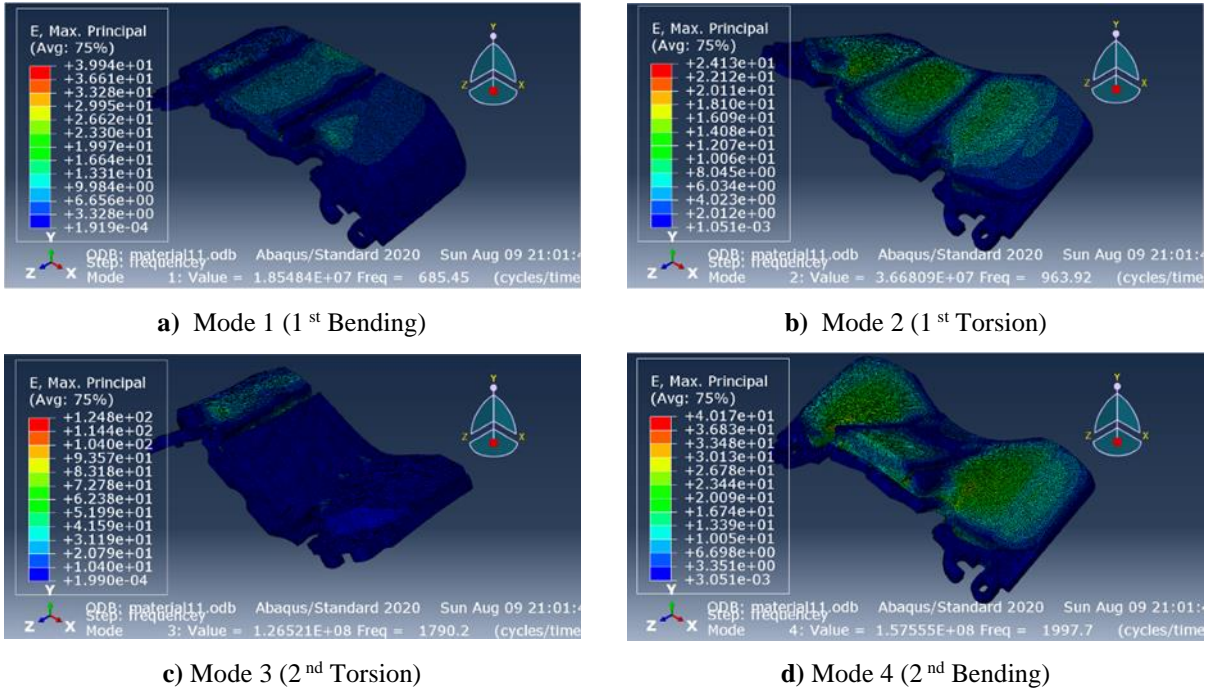 E, Max. Principal
(Avg: 75%)
+3.994e+01
+3.661e+01
+3.328e+01
+2.995e+01
+2.662e+01
+2.330e+01
+1.997e+01
+1.664e+01
+1.331e+01
+9.984e+00
+6.656e+00
+3.328e+00
+1.919e-04
Y
Z
X
Y
Z X
ODB: material11.odb Abaqus/Standard 2020 Sun Aug 09 21:01:4
Step: frequencey
Mode 1: Value = 1.85484E+07 Freq = 685.45 (cycles/time
a) Mode 1 (1 st Bending)
E, Max. Principal
(Avg: 75%)
+2.413e+01
+2.212e+01
+2.011e+01
+1.810e+01
+1.609e+01
+1.408e+01
+1.207e+01
+1.006e+01
+8.045e+00
+6.034e+00
+4.023e+00
+2.012e+00
+1.051e-03
Y
Z
X
Y
Z X
ODB: material11.odb Abaqus/Standard 2020 Sun Aug 09 21:01:4
Step: frequencey
Mode 2: Value = 3.66809E+07 Freq = 963.92 (cycles/time
b) Mode 2 (1 st Torsion)
E, Max. Principal
(Avg: 75%)
+1.248e+02
+1.144e+02
+1.040e+02
+9.357e+01
+8.318e+01
+7.278e+01
+6.238e+01
+5.199e+01
+4.159e+01
+3.119e+01
+2.079e+01
+1.040e+01
+1.990e-04
Y
Z
X
Y
Z X
ODB: material11.odb Abaqus/Standard 2020 Sun Aug 09 21:01:4
Step: frequencey
Mode 3: Value = 1.26521E+08 Freq = 1790.2 (cycles/time
c) Mode 3 (2 nd Torsion)
E, Max. Principal
(Avg: 75%)
+4.017e+01
+3.683e+01
+3.348e+01
+3.013e+01
+2.678e+01
+2.344e+01
+2.009e+01
+1.674e+01
+1.339e+01
+1.005e+01
+6.698e+00
+3.351e+00
+3.051e-03
Y
Z
X
Y
Z X
ODB: material11.odb Abaqus/Standard 2020 Sun Aug 09 21:01:4
Step: frequencey
Mode 4: Value = 1.57555E+08 Freq = 1997.7 (cycles/time
d) Mode 4 (2 nd Bending)